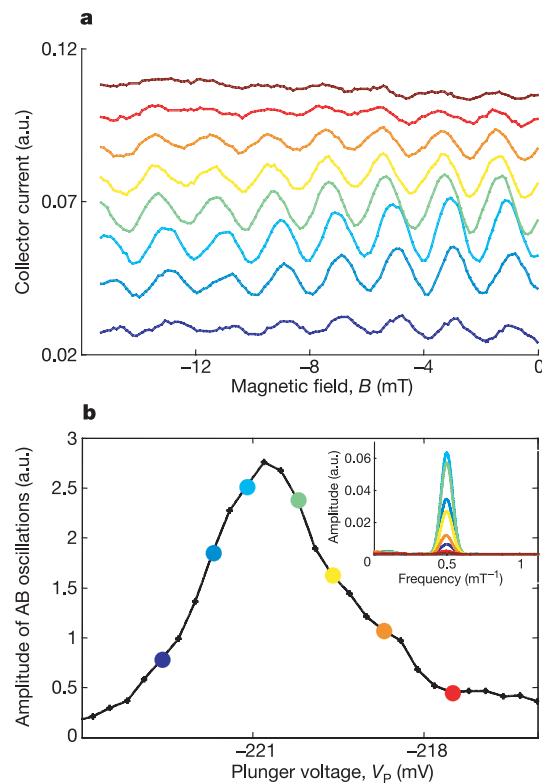 a
0.12
0.07
0.02
Collector current (a.u.)
−12
−8
−4
0
Magnetic field, B (mT)
b
3
2.5
2
1.5
1
0.5
0
Amplitude of AB oscillations (a.u.)
−221
−218
Plunger voltage, VP (mV)
0.06
0.04
0.02
0
Amplitude (a.u.)
0
0.5
1
Frequency (mT⁻¹)